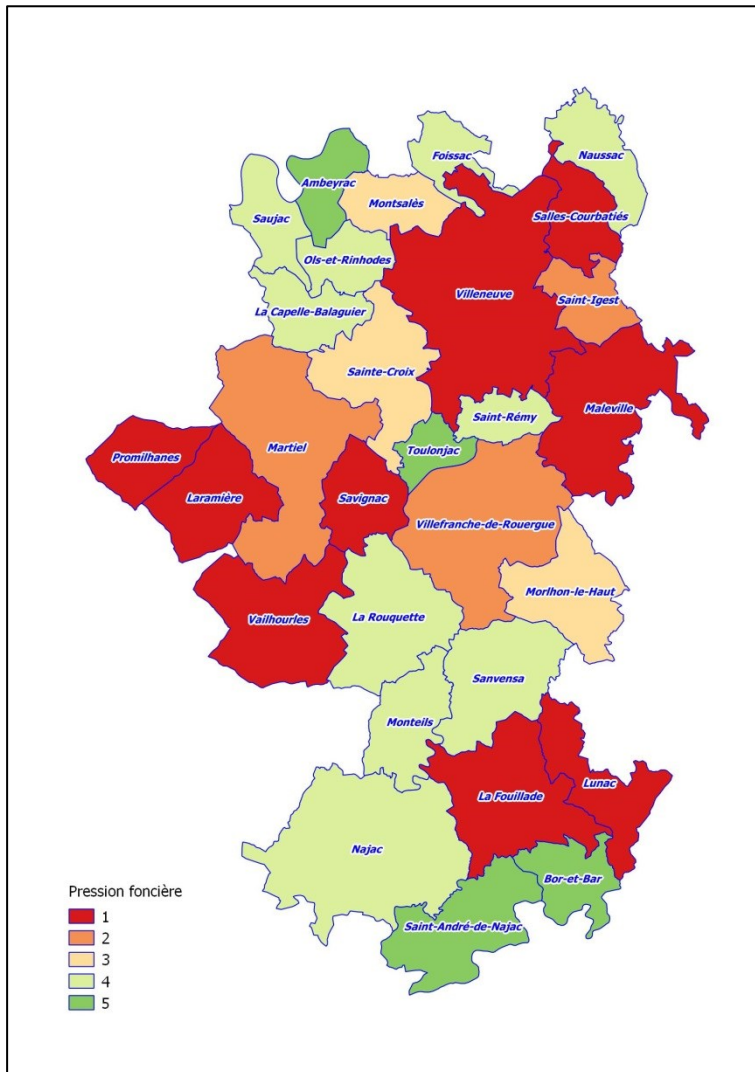 Foissac
Naussac
Ambeyrac
Montsalès
Saujac
Salles-Courbatiés
Ols-et-Rinhodes
Villeneuve
Saint-Igest
La Capelle-Balaguier
Sainte-Croix
Maleville
Saint-Rémy
Martiel
Toulonjac
Promilhanes
Laramière
Savignac
Villefranche-de-Rouergue
Morlhon-le-Haut
Vailhourles
La Rouquette
Sanvensa
Monteils
Lunac
La Fouillade
Najac
Bor-et-Bar
Saint-André-de-Najac
Pression foncière
1
2
3
4
5